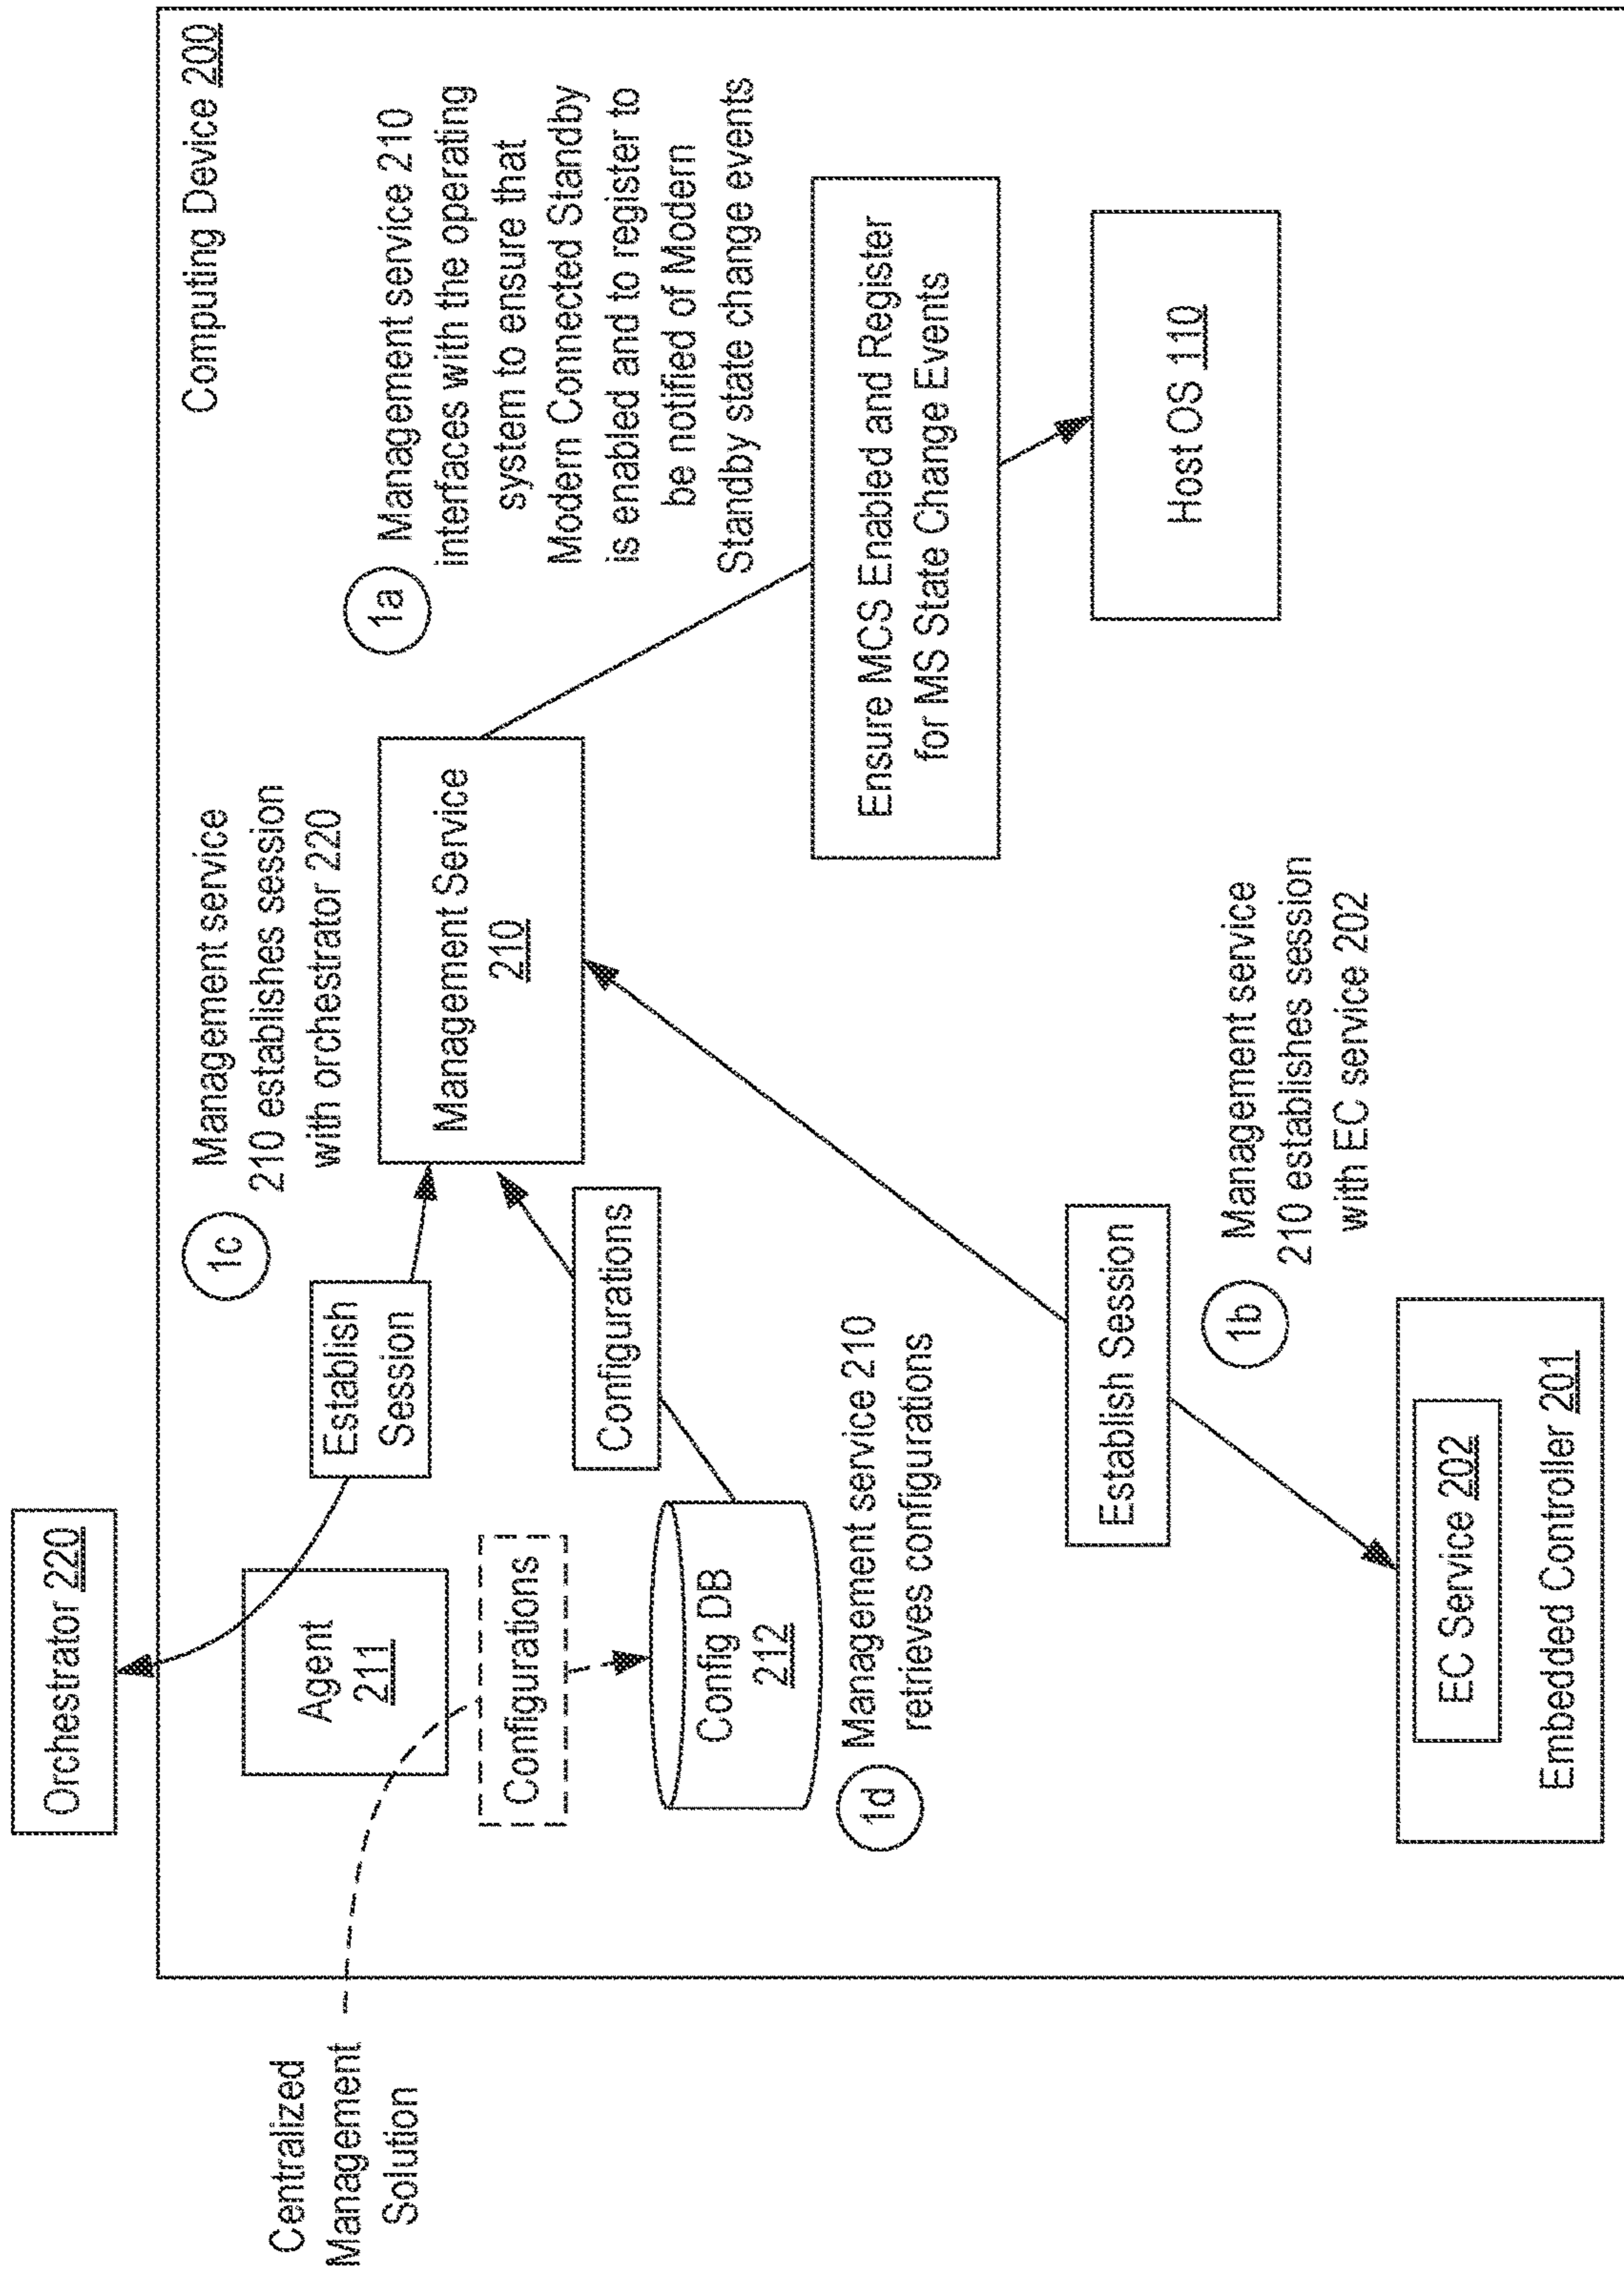 Computing Device 200
Orchestrator 220
Centralized
Management
Solution
Agent
211
Configurations
Config DB
212
Establish
Session
Configurations
1c
Management service
210 establishes session
with orchestrator 220
Management Service
210
1a
Management service 210
interfaces with the operating
system to ensure that
Modern Connected Standby
is enabled and to register to
be notified of Modern
Standby state change events
Ensure MCS Enabled and Register
for MS State Change Events
Host OS 110
1d
Management service 210
retrieves configurations
Establish Session
1b
Management service
210 establishes session
with EC service 202
EC Service 202
Embedded Controller 201